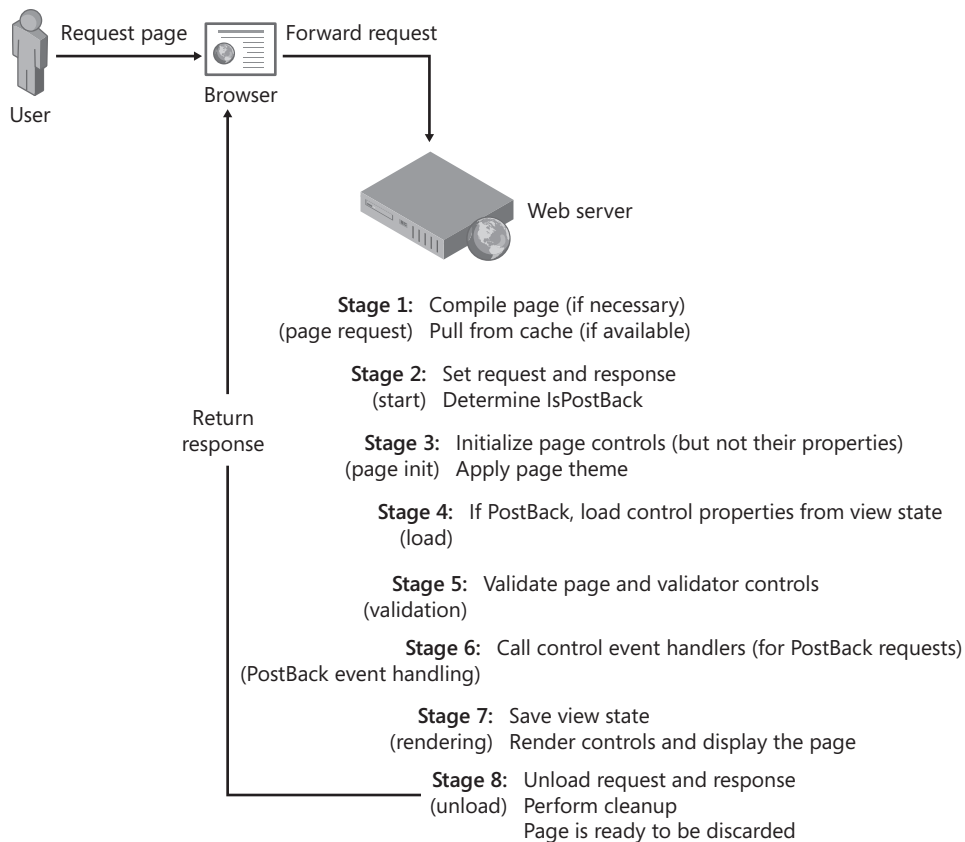 Request page
Forward request
User
Browser
Web server
Stage 1: Compile page (if necessary)
(page request) Pull from cache (if available)
Stage 2: Set request and response
(start) Determine IsPostBack
Return
response
Stage 3: Initialize page controls (but not their properties)
(page init) Apply page theme
Stage 4: If PostBack, load control properties from view state
(load)
Stage 5: Validate page and validator controls
(validation)
Stage 6: Call control event handlers (for PostBack requests)
(PostBack event handling)
Stage 7: Save view state
(rendering) Render controls and display the page
Stage 8: Unload request and response
(unload) Perform cleanup
Page is ready to be discarded